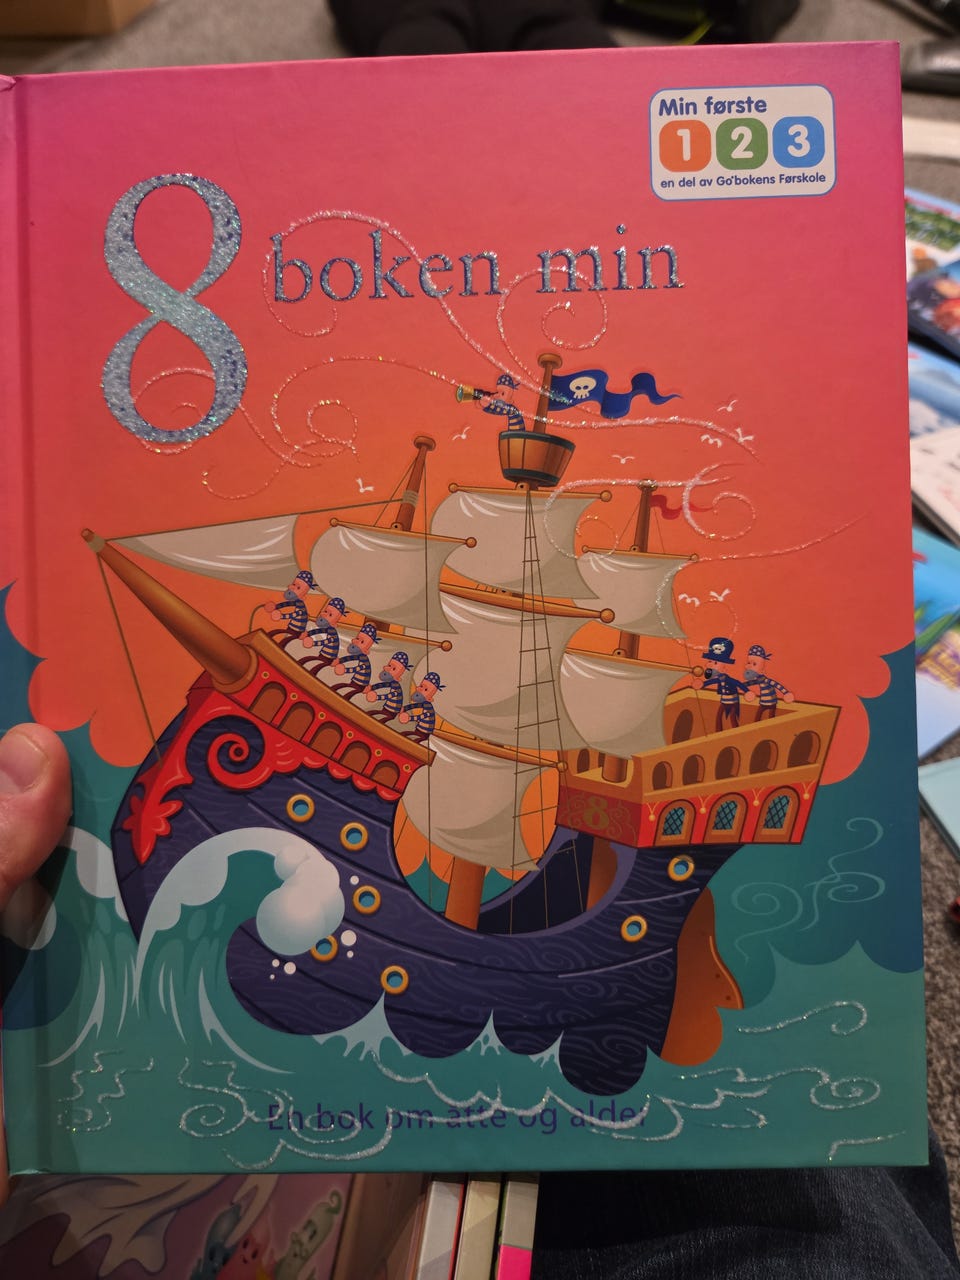 Min første
1 2 3
en del av Go'bokens Førskole
8 boken min
8
En bok om åtte og alder